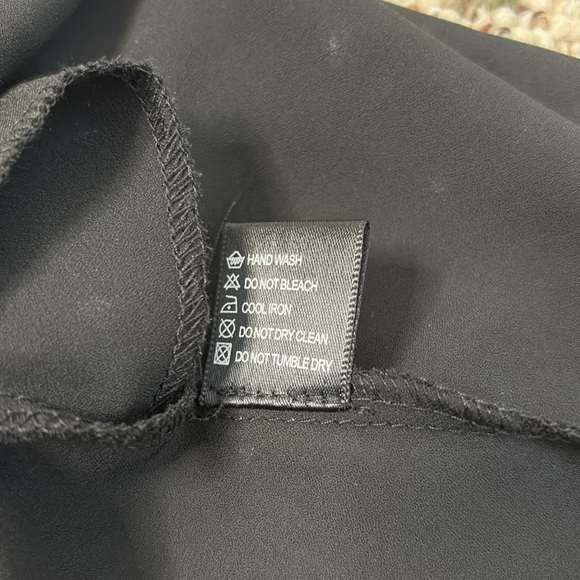 HAND WASH
DO NOT BLEACH
COOL IRON
DO NOT DRY CLEAN
DO NOT TUMBLE DRY